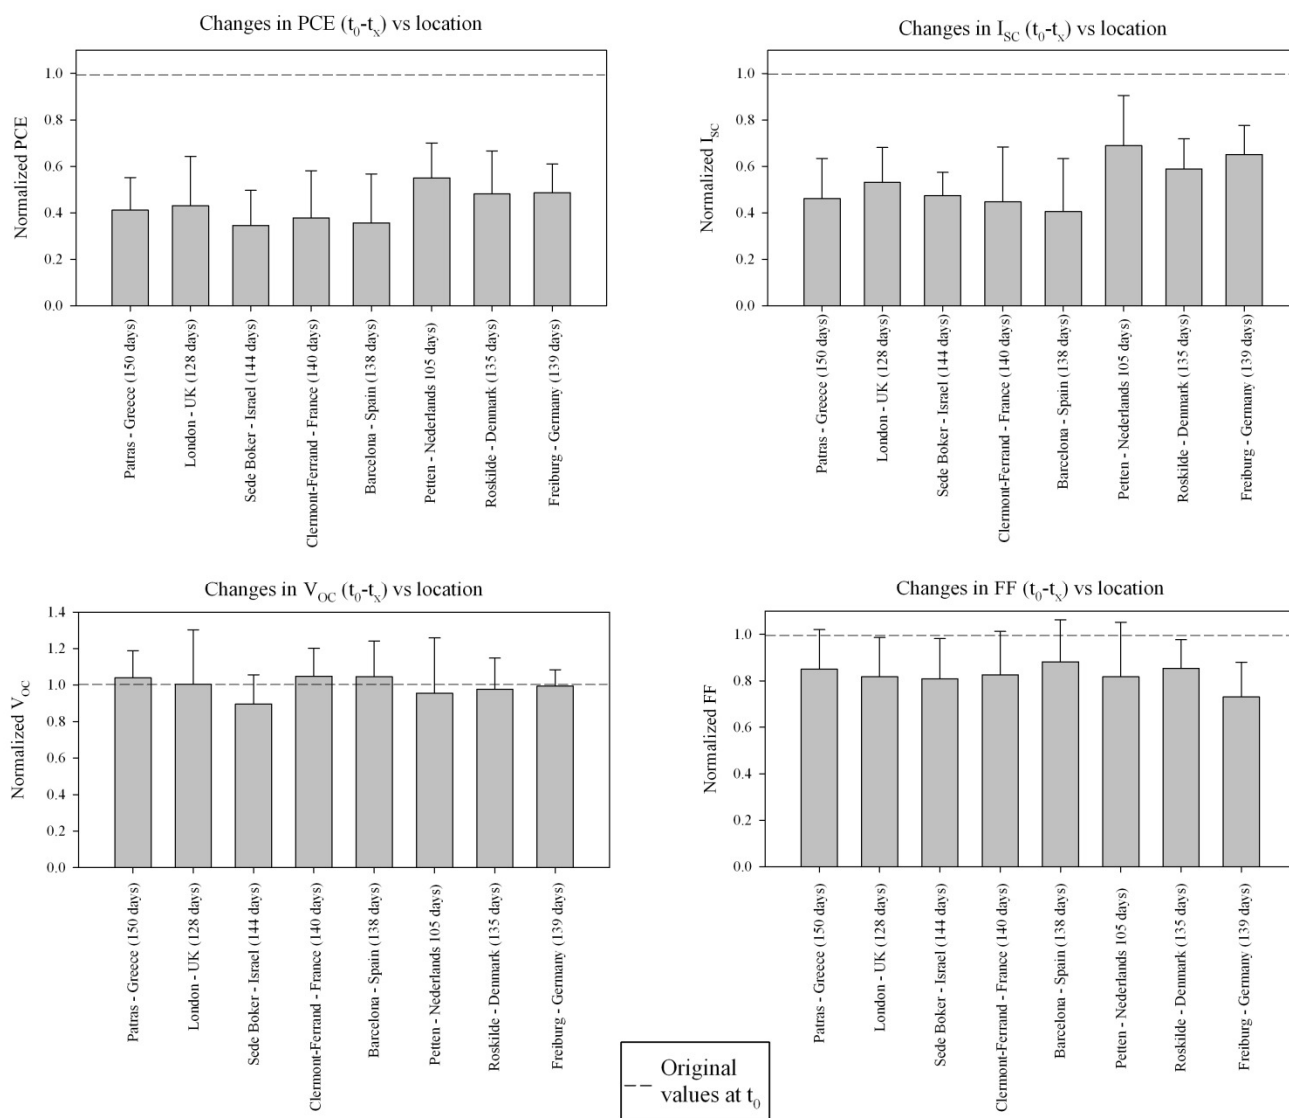 Changes in PCE (t₀-tₓ) vs location
Normalized PCE
1.0
0.8
0.6
0.4
0.2
0.0
Patras - Greece (150 days)
London - UK (128 days)
Sede Boker - Israel (144 days)
Clermont-Ferrand - France (140 days)
Barcelona - Spain (138 days)
Petten - Nederlands 105 days)
Roskilde - Denmark (135 days)
Freiburg - Germany (139 days)
Changes in I_SC (t₀-tₓ) vs location
Normalized I_SC
1.0
0.8
0.6
0.4
0.2
0.0
Patras - Greece (150 days)
London - UK (128 days)
Sede Boker - Israel (144 days)
Clermont-Ferrand - France (140 days)
Barcelona - Spain (138 days)
Petten - Nederlands 105 days)
Roskilde - Denmark (135 days)
Freiburg - Germany (139 days)
Changes in V_OC (t₀-tₓ) vs location
Normalized V_OC
1.4
1.2
1.0
0.8
0.6
0.4
0.2
0.0
Patras - Greece (150 days)
London - UK (128 days)
Sede Boker - Israel (144 days)
Clermont-Ferrand - France (140 days)
Barcelona - Spain (138 days)
Petten - Nederlands 105 days)
Roskilde - Denmark (135 days)
Freiburg - Germany (139 days)
Changes in FF (t₀-tₓ) vs location
Normalized FF
1.0
0.8
0.6
0.4
0.2
0.0
Patras - Greece (150 days)
London - UK (128 days)
Sede Boker - Israel (144 days)
Clermont-Ferrand - France (140 days)
Barcelona - Spain (138 days)
Petten - Nederlands 105 days)
Roskilde - Denmark (135 days)
Freiburg - Germany (139 days)
Original
values at t₀